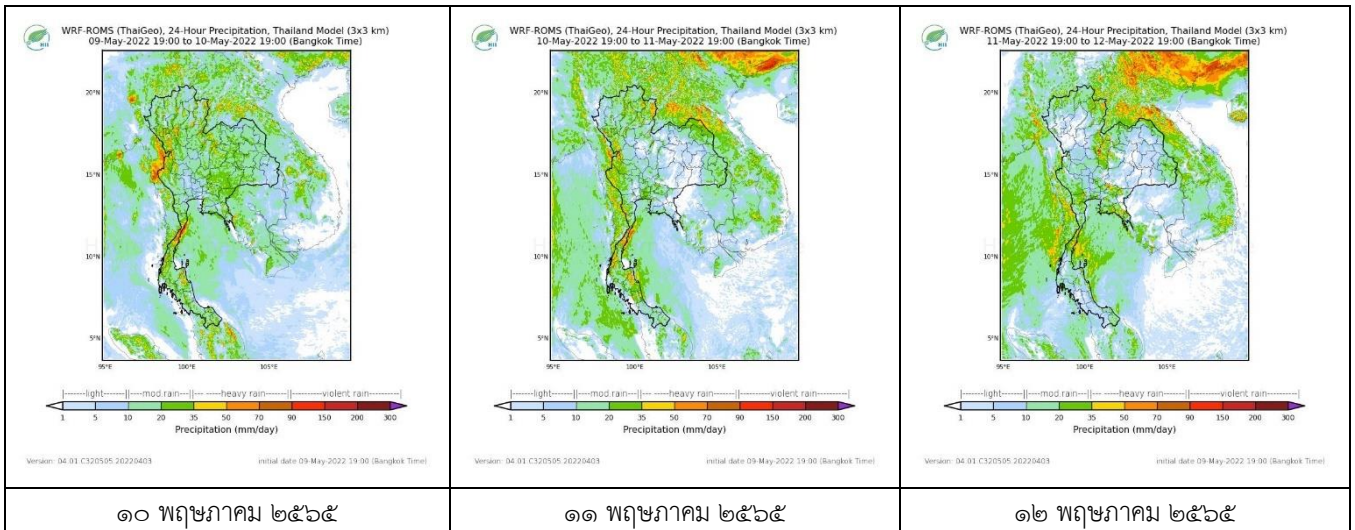 WRF-ROMS (ThaiGeo), 24-Hour Precipitation, Thailand Model (3x3 km)
09-May-2022 19:00 to 10-May-2022 19:00 (Bangkok Time)
20°N
15°N
10°N
5°N
95°E 100°E 105°E
|------light------||---mod.rain---||------heavy rain------||------violent rain------|
1 5 10 20 35 50 70 90 150 200 300
Precipitation (mm/day)
Version: 04.01.C320505.20220403 initial date 09-May-2022 19:00 (Bangkok Time)
๑๐ พฤษภาคม ๒๕๖๕
WRF-ROMS (ThaiGeo), 24-Hour Precipitation, Thailand Model (3x3 km)
10-May-2022 19:00 to 11-May-2022 19:00 (Bangkok Time)
20°N
15°N
10°N
5°N
95°E 100°E 105°E
|------light------||---mod.rain---||------heavy rain------||------violent rain------|
1 5 10 20 35 50 70 90 150 200 300
Precipitation (mm/day)
Version: 04.01.C320505.20220403 initial date 09-May-2022 19:00 (Bangkok Time)
๑๑ พฤษภาคม ๒๕๖๕
WRF-ROMS (ThaiGeo), 24-Hour Precipitation, Thailand Model (3x3 km)
11-May-2022 19:00 to 12-May-2022 19:00 (Bangkok Time)
20°N
15°N
10°N
5°N
95°E 100°E 105°E
|------light------||---mod.rain---||------heavy rain------||------violent rain------|
1 5 10 20 35 50 70 90 150 200 300
Precipitation (mm/day)
Version: 04.01.C320505.20220403 initial date 09-May-2022 19:00 (Bangkok Time)
๑๒ พฤษภาคม ๒๕๖๕